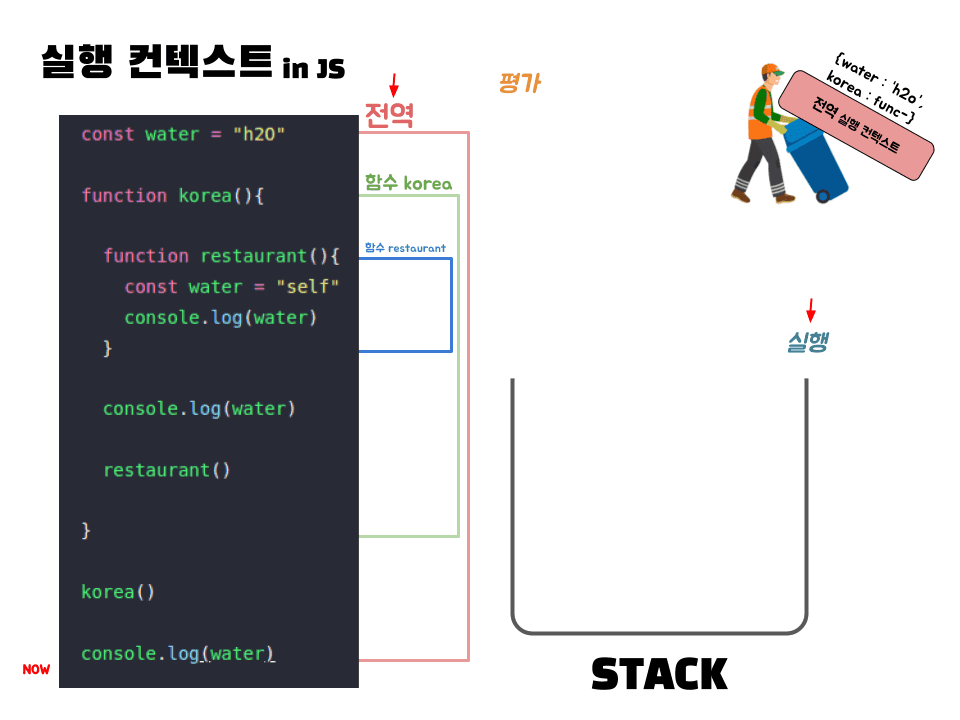 실행 컨텍스트 in JS
전역
평가
{water : 'h2o',
korea : func-}
전역 실행 컨텍스트
const water = "h2O"
function korea(){
함수 korea
function restaurant(){
함수 restaurant
const water = "self"
console.log(water)
}
실행
console.log(water)
restaurant()
}
korea()
console.log(water)
NOW
STACK